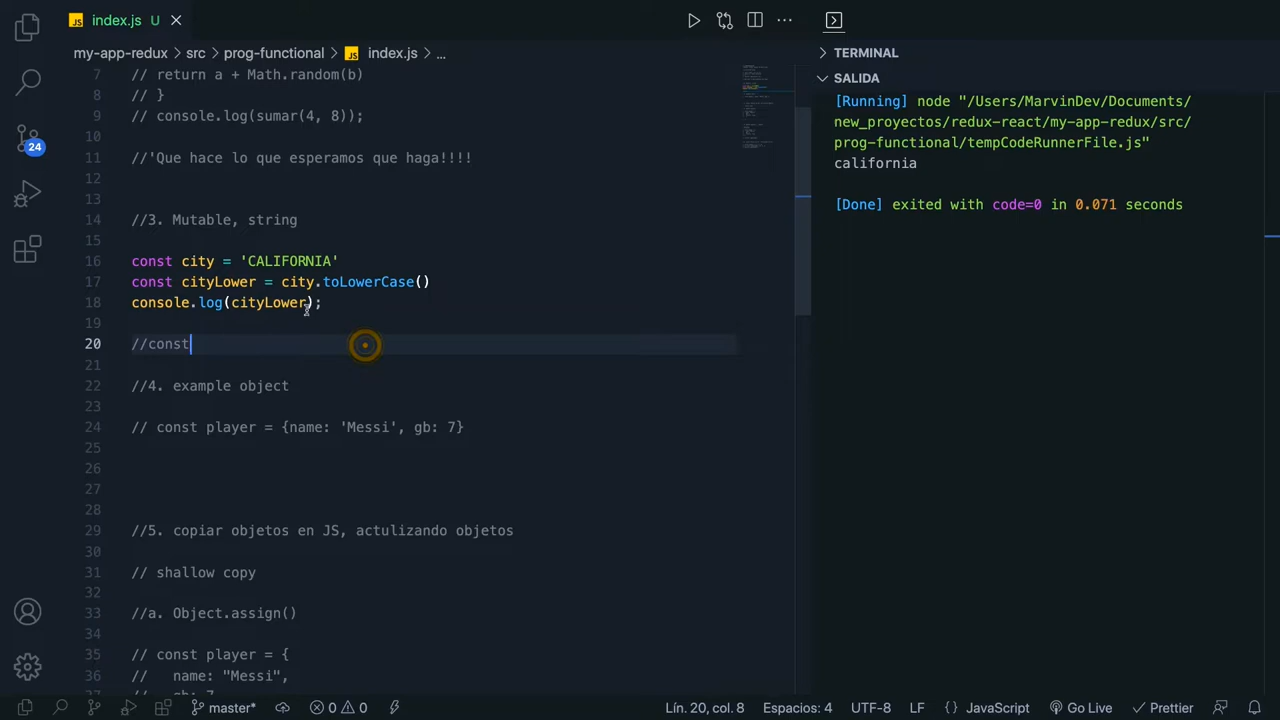 index.js U
my-app-redux > src > prog-functional > index.js > ...
7 // return a + Math.random(b)
8 // }
9 // console.log(sumar(4, 8));
10
11 //'Que hace lo que esperamos que haga!!!!
12
13
14 //3. Mutable, string
15
16 const city = 'CALIFORNIA'
17 const cityLower = city.toLowerCase()
18 console.log(cityLower);
19
20 //const
21
22 //4. example object
23
24 // const player = {name: 'Messi', gb: 7}
25
26
27
28
29 //5. copiar objetos en JS, actulizando objetos
30
31 // shallow copy
32
33 //a. Object.assign()
34
35 // const player = {
36 // name: "Messi",
37 // gb: 7
TERMINAL
SALIDA
[Running] node "/Users/MarvinDev/Documents/
new_proyectos/redux-react/my-app-redux/src/
prog-functional/tempCodeRunnerFile.js"
california
[Done] exited with code=0 in 0.071 seconds
24
master* 0 0 Lín. 20, col. 8 Espacios: 4 UTF-8 LF {} JavaScript Go Live Prettier